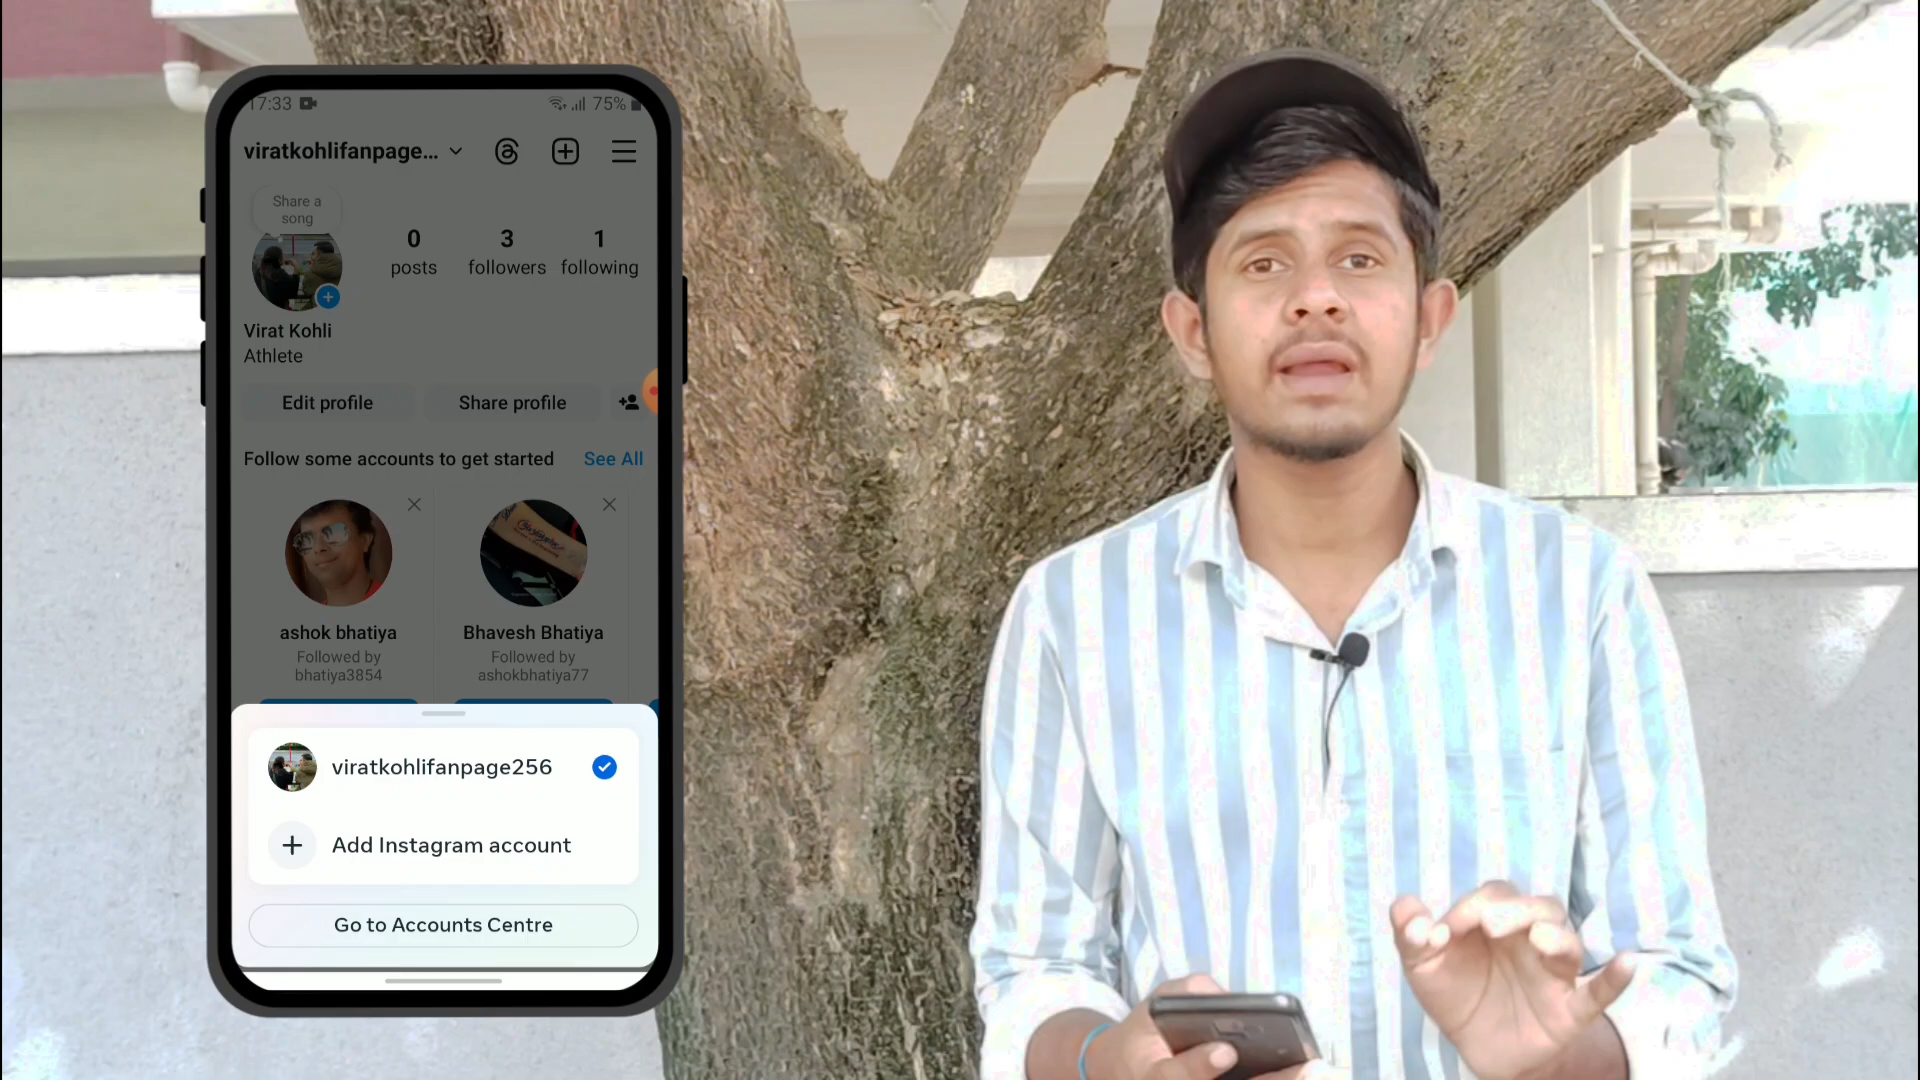 17:33
75%
viratkohlifanpage...
Share a
song
0
posts
3
followers
1
following
Virat Kohli
Athlete
Edit profile
Share profile
Follow some accounts to get started
See All
ashok bhatiya
Followed by
bhatiya3854
Bhavesh Bhatiya
Followed by
ashokbhatiya77
viratkohlifanpage256
Add Instagram account
Go to Accounts Centre